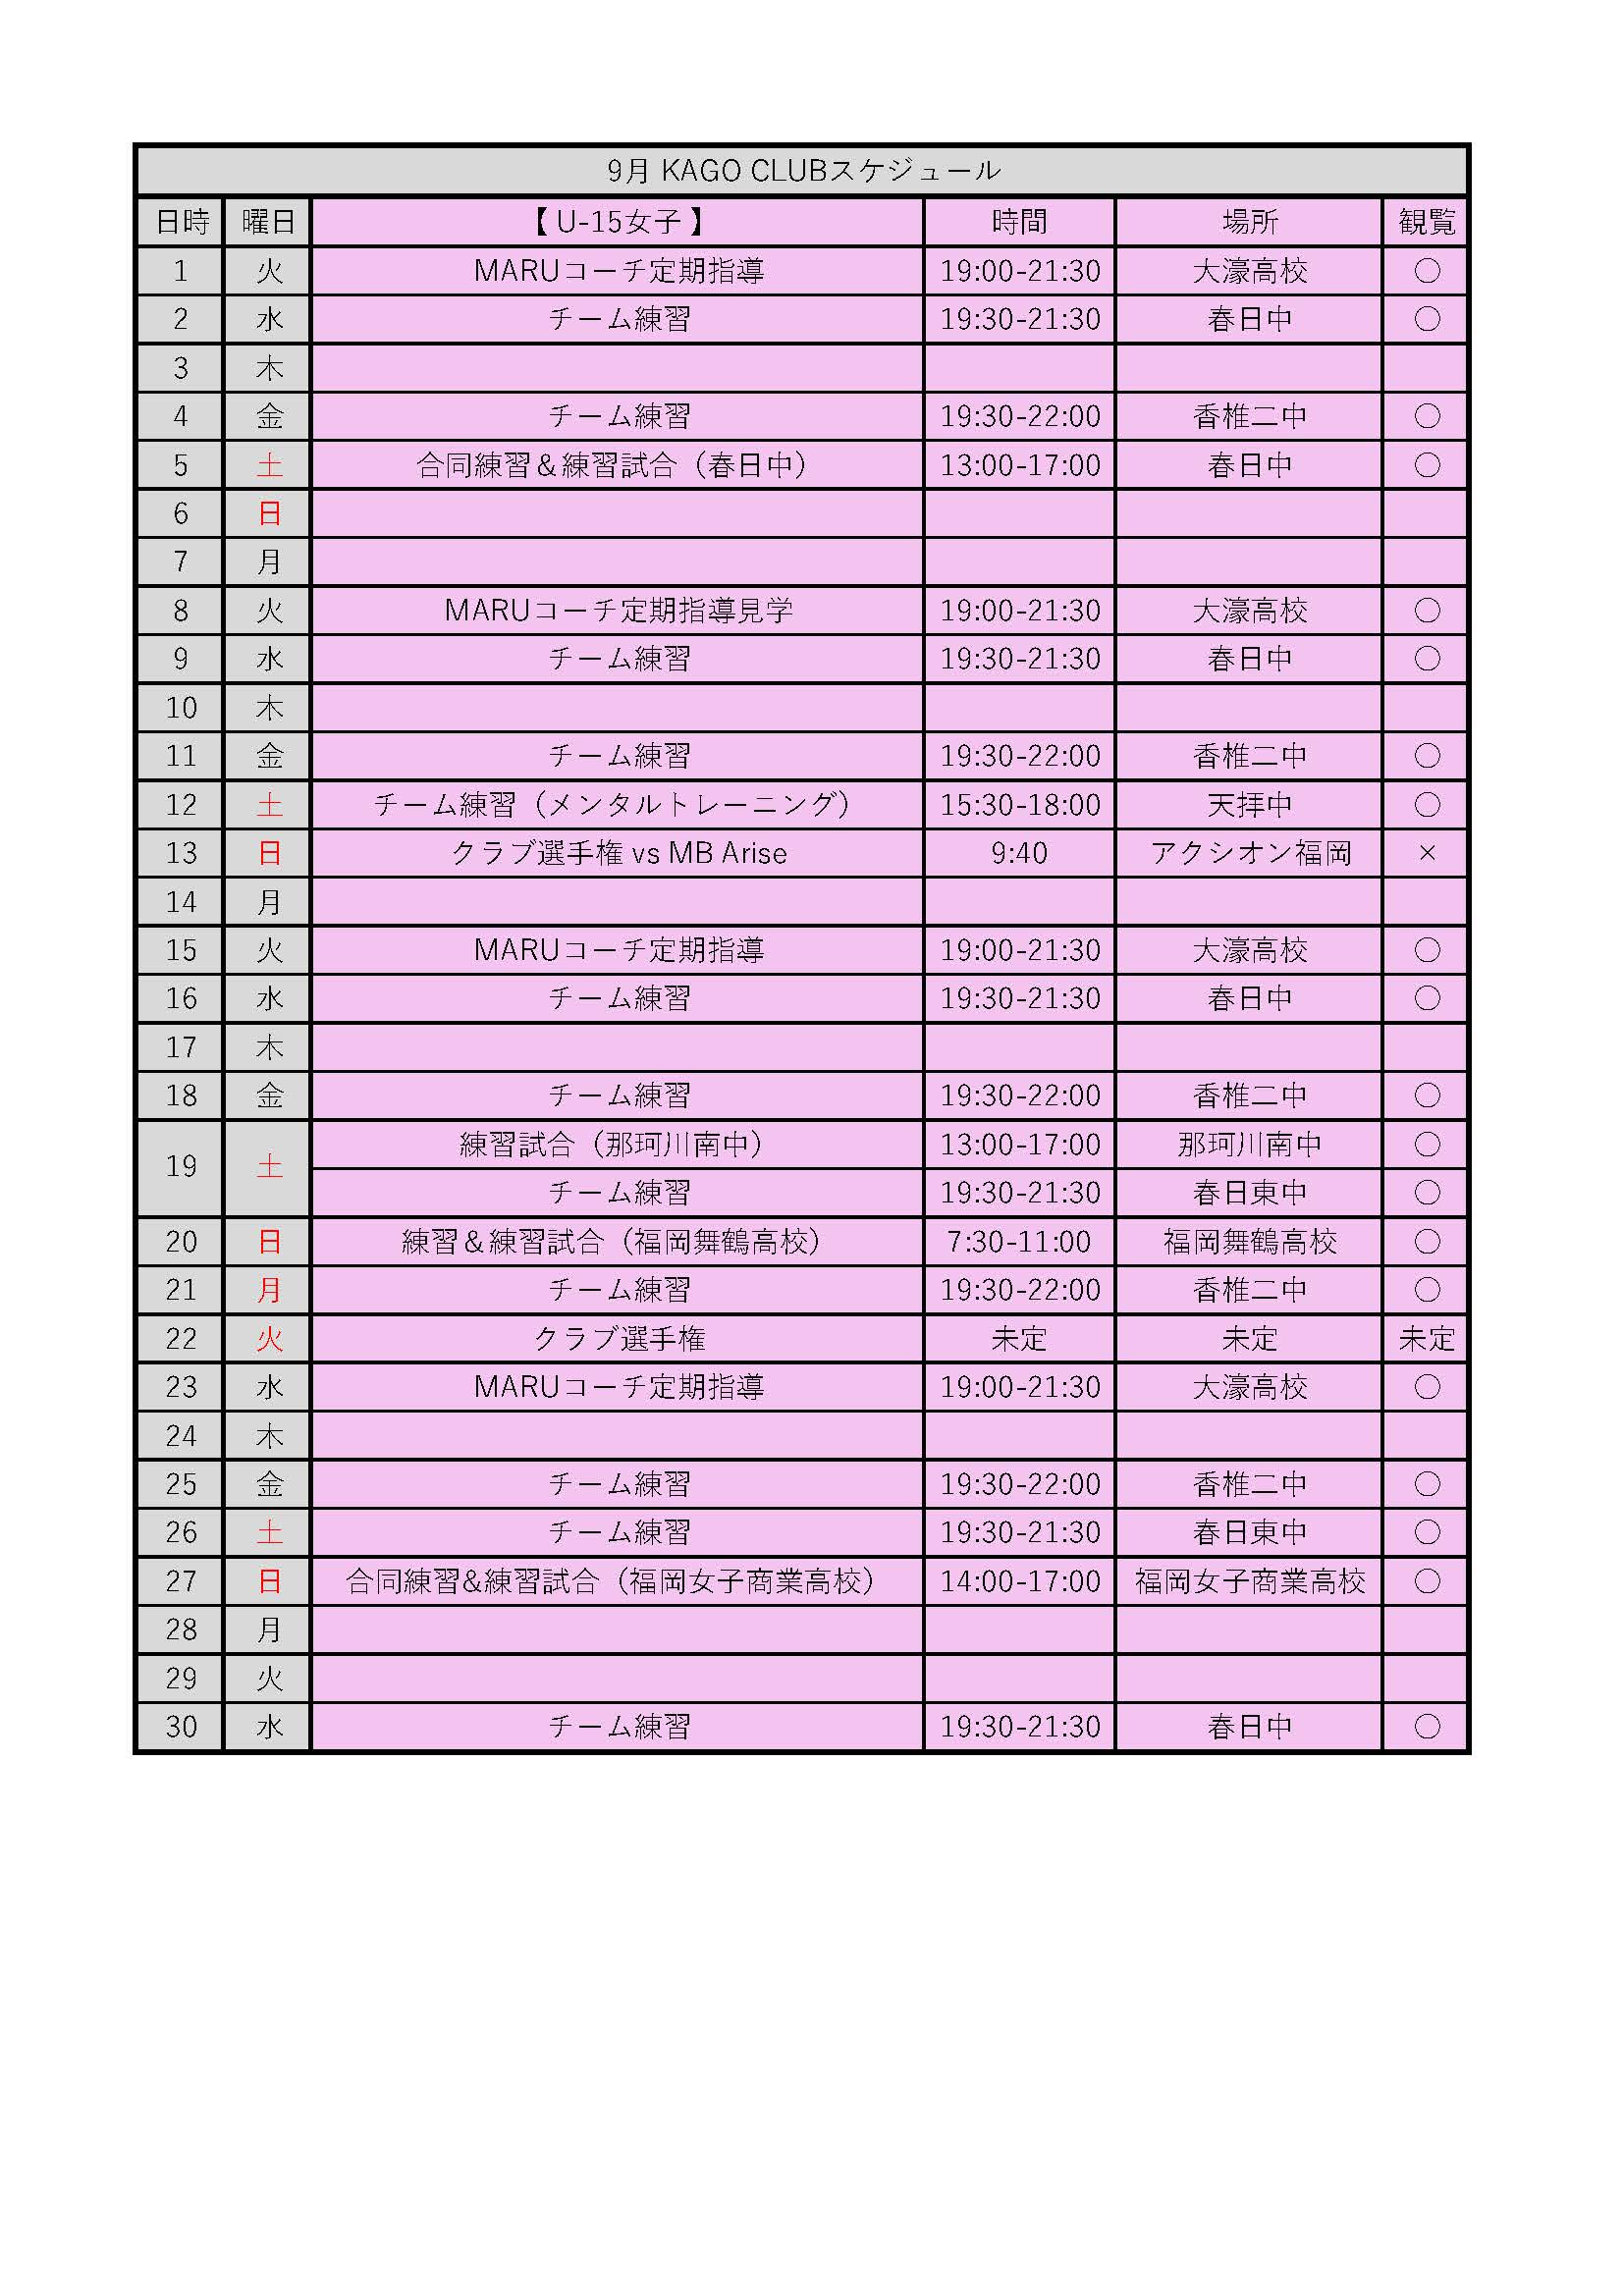 9月 KAGO CLUBスケジュール
日時 曜日 【 U-15女子 】 時間 場所 観覧
1 火 MARUコーチ定期指導 19:00-21:30 大濠高校 ○
2 水 チーム練習 19:30-21:30 春日中 ○
3 木
4 金 チーム練習 19:30-22:00 香椎二中 ○
5 土 合同練習＆練習試合（春日中） 13:00-17:00 春日中 ○
6 日
7 月
8 火 MARUコーチ定期指導見学 19:00-21:30 大濠高校 ○
9 水 チーム練習 19:30-21:30 春日中 ○
10 木
11 金 チーム練習 19:30-22:00 香椎二中 ○
12 土 チーム練習（メンタルトレーニング） 15:30-18:00 天拝中 ○
13 日 クラブ選手権 vs MB Arise 9:40 アクシオン福岡 ×
14 月
15 火 MARUコーチ定期指導 19:00-21:30 大濠高校 ○
16 水 チーム練習 19:30-21:30 春日中 ○
17 木
18 金 チーム練習 19:30-22:00 香椎二中 ○
19 土 練習試合（那珂川南中） 13:00-17:00 那珂川南中 ○
チーム練習 19:30-21:30 春日東中 ○
20 日 練習＆練習試合（福岡舞鶴高校） 7:30-11:00 福岡舞鶴高校 ○
21 月 チーム練習 19:30-22:00 香椎二中 ○
22 火 クラブ選手権 未定 未定 未定
23 水 MARUコーチ定期指導 19:00-21:30 大濠高校 ○
24 木
25 金 チーム練習 19:30-22:00 香椎二中 ○
26 土 チーム練習 19:30-21:30 春日東中 ○
27 日 合同練習&練習試合（福岡女子商業高校） 14:00-17:00 福岡女子商業高校 ○
28 月
29 火
30 水 チーム練習 19:30-21:30 春日中 ○